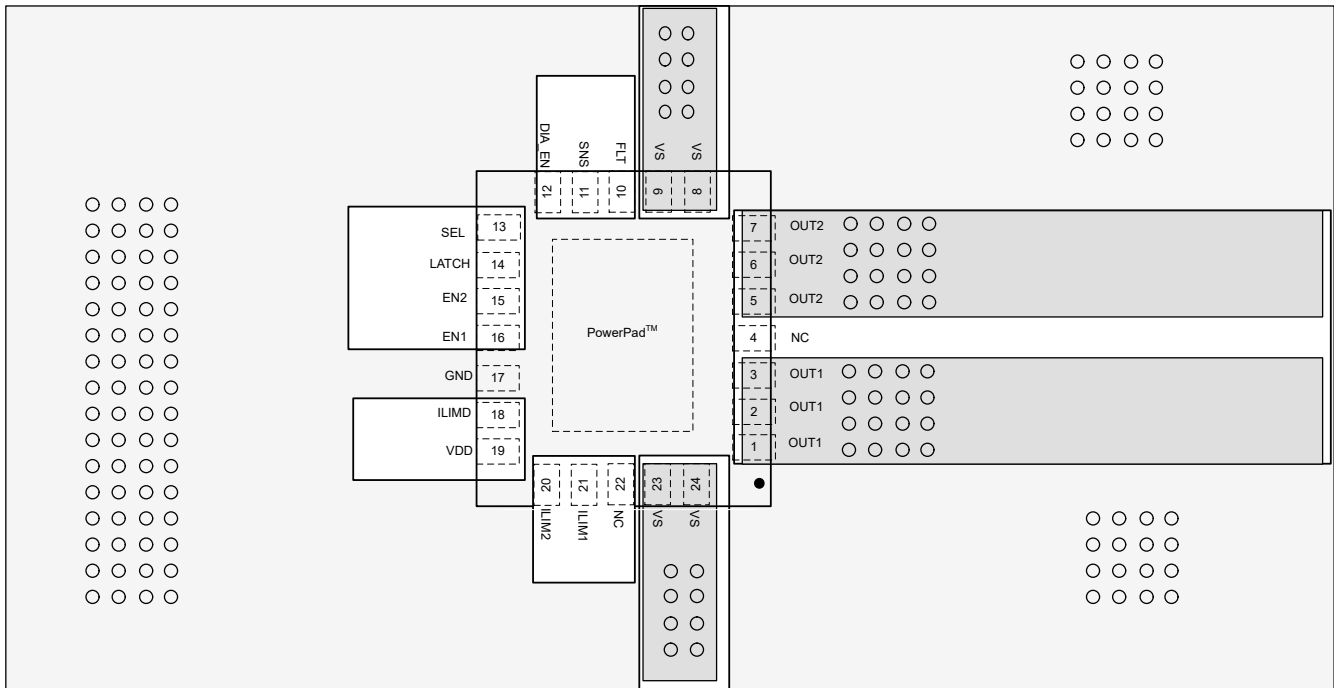 DIA_EN
SNS
FLT
VS
VS
12
11
10
9
8
SEL 13
LATCH 14
EN2 15
EN1 16
GND 17
ILIMD 18
VDD 19
PowerPad™
7 OUT2
6 OUT2
5 OUT2
4 NC
3 OUT1
2 OUT1
1 OUT1
20
21
22
23
24
ILIM2
ILIM1
NC
VS
VS